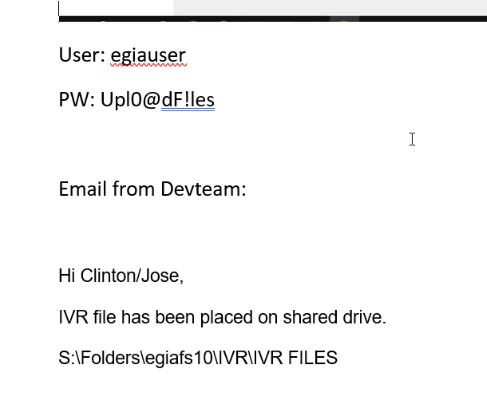 User: egiauser
PW: Upl0@dF!les
Email from Devteam:
Hi Clinton/Jose,
IVR file has been placed on shared drive.
S:\Folders\egiafs10\IVR\IVR FILES